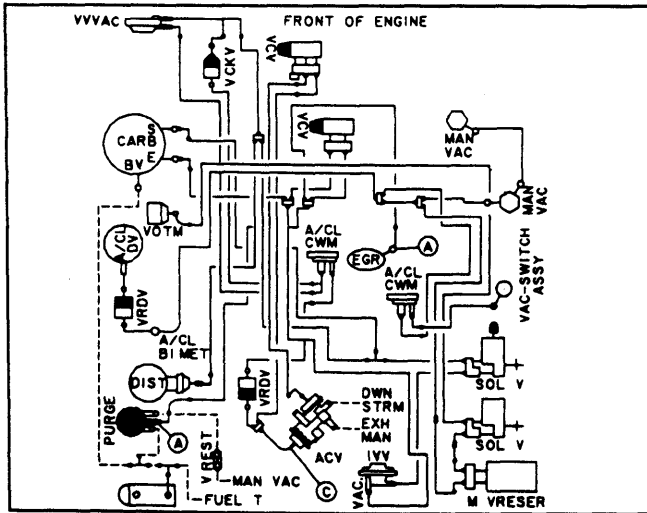 VVVAC
FRONT OF ENGINE
VCKV
VCV
VCV
CARB
S
E
BV
MAN
VAC
MAN
VAC
VOTM
A/CL
DV
A/CL
CWM
EGR
A
A/CL
CWM
VAC-SWITCH
ASSY
VRDV
A/CL
BIMET
DIST
VRDV
SOL V
DWN
STRM
EXH
MAN
PURGE
A
V REST
ACV
IVV
VAC
SOL V
MAN VAC
C
FUEL T
M VRESER